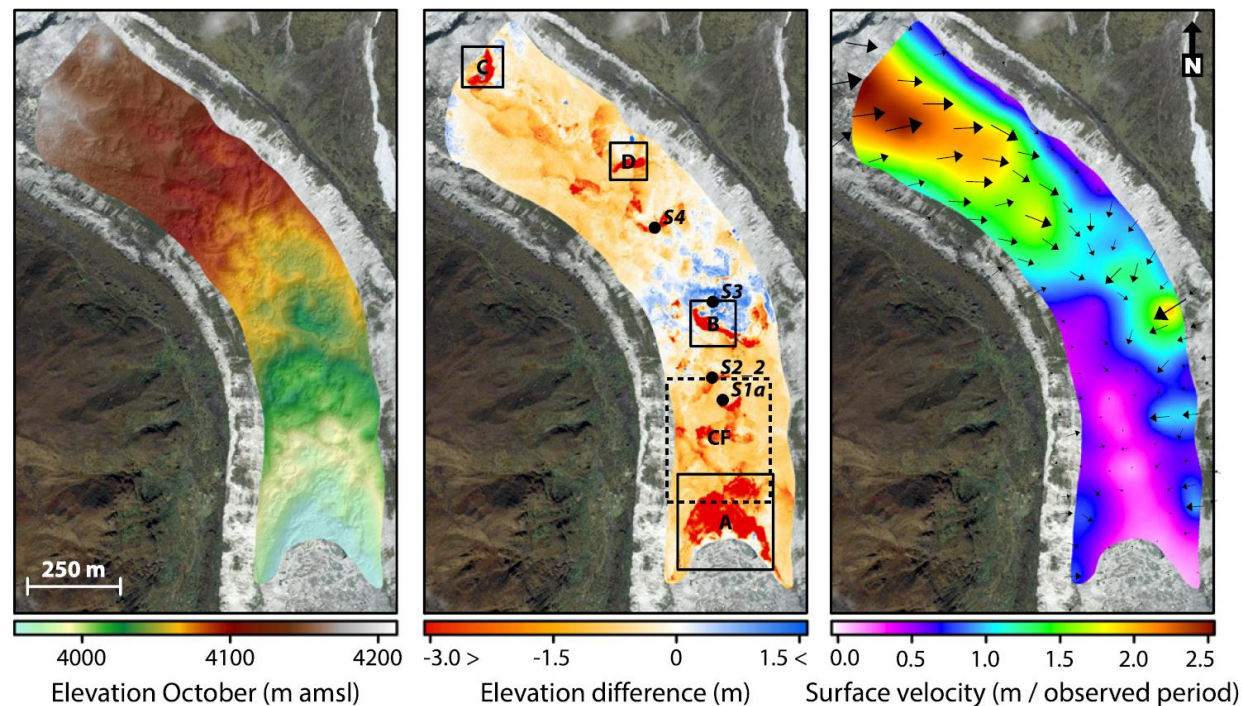 N
C
D
S4
S3
B
S2_2
S1a
CF
A
250 m
4000 4100 4200
-3.0 > -1.5 0 1.5 <
0.0 0.5 1.0 1.5 2.0 2.5
Elevation October (m amsl) Elevation difference (m) Surface velocity (m / observed period)